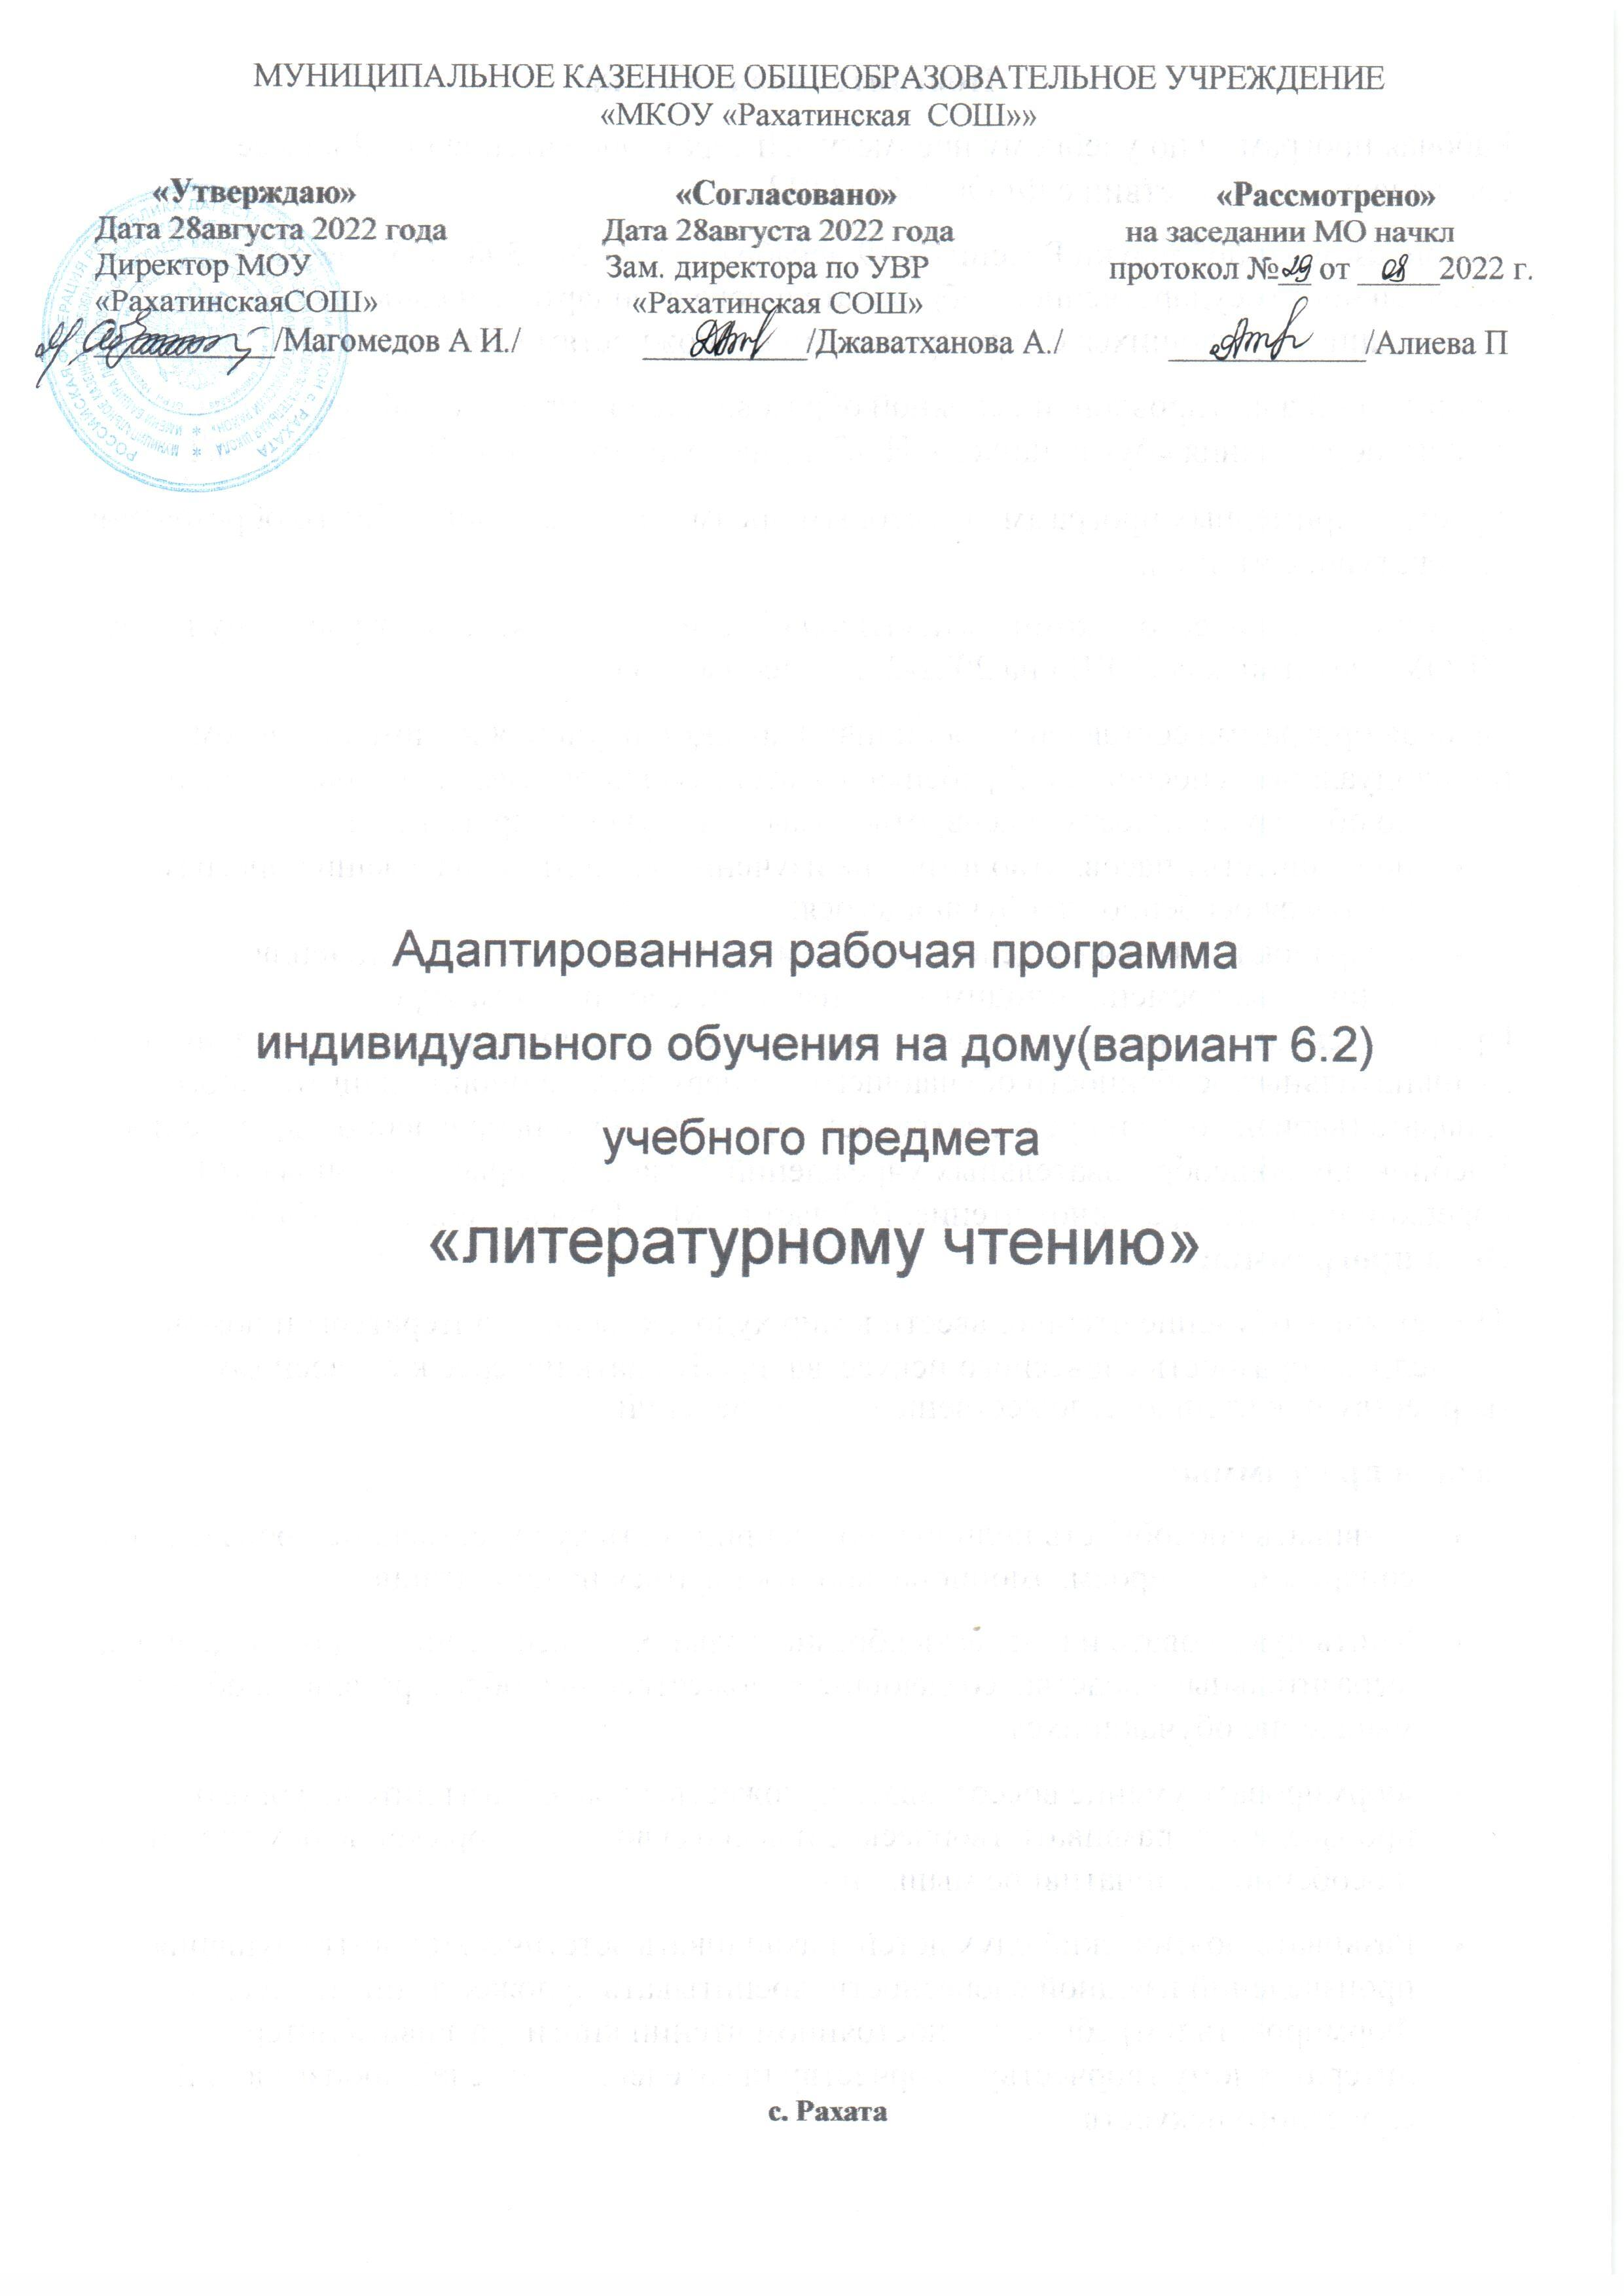 МУНИЦИПАЛЬНОЕ КАЗЕННОЕ ОБЩЕОБРАЗОВАТЕЛЬНОЕ УЧРЕЖДЕНИЕ
«МКОУ «Рахатинская СОШ»»
«Утверждаю»
Дата 28августа 2022 года
Директор МОУ
«РахатинскаяСОШ»
/Магомедов А И./
«Согласовано»
Дата 28августа 2022 года
Зам. директора по УВР
«Рахатинская СОШ»
/Джаватханова А./
«Рассмотрено»
на заседании МО начкл
протокол №29 от 08 2022 г.
/Алиева П
Адаптированная рабочая программа
индивидуального обучения на дому(вариант 6.2)
учебного предмета
«литературному чтению»
с. Рахата